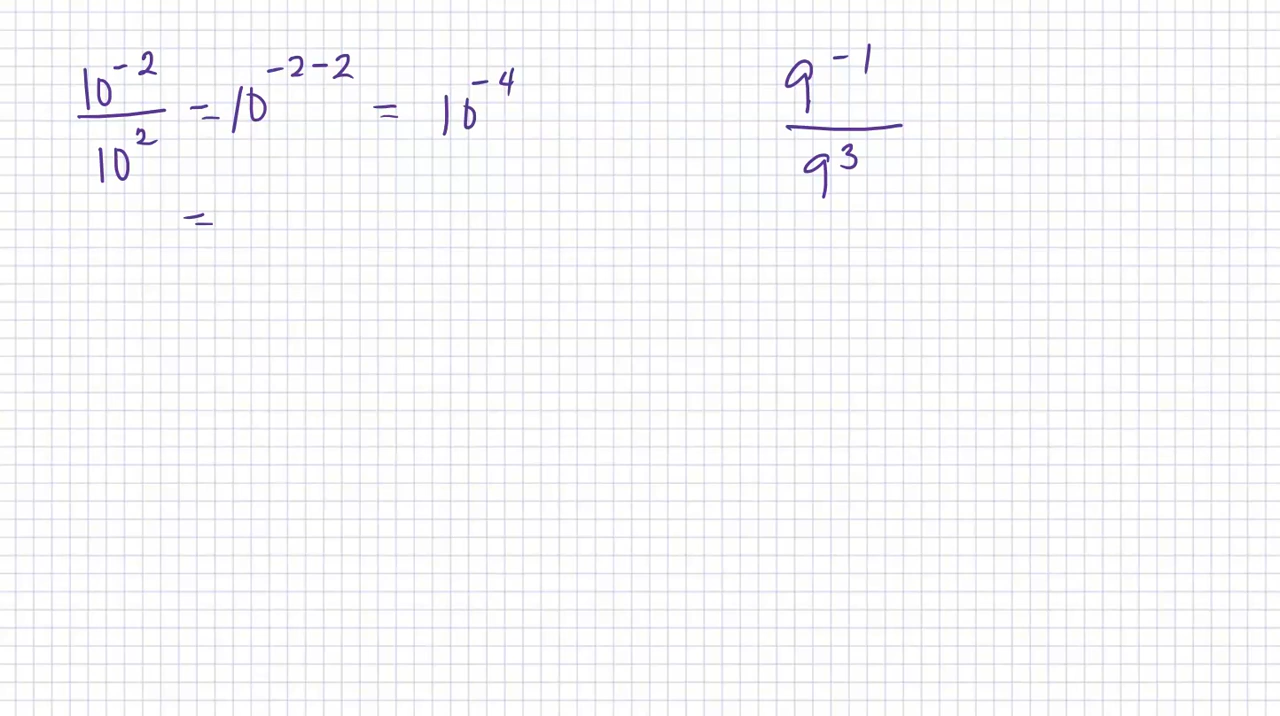 10^{-2}/10^{2} = 10^{-2-2} = 10^{-4}
=
9^{-1}/9^{3}